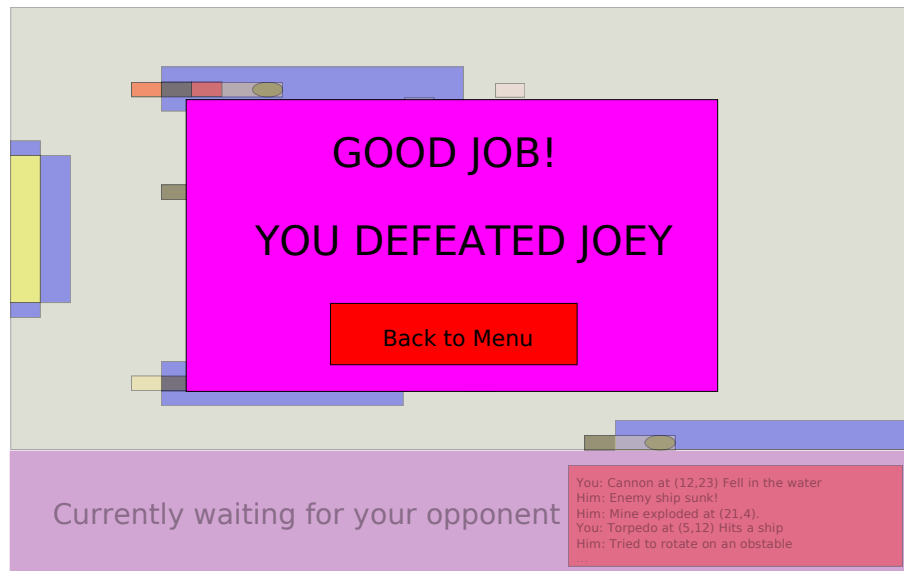 GOOD JOB!
YOU DEFEATED JOEY
Back to Menu
Currently waiting for your opponent
You: Cannon at (12,23) Fell in the water
Him: Enemy ship sunk!
Him: Mine exploded at (21,4).
You: Torpedo at (5,12) Hits a ship
Him: Tried to rotate on an obstable
...